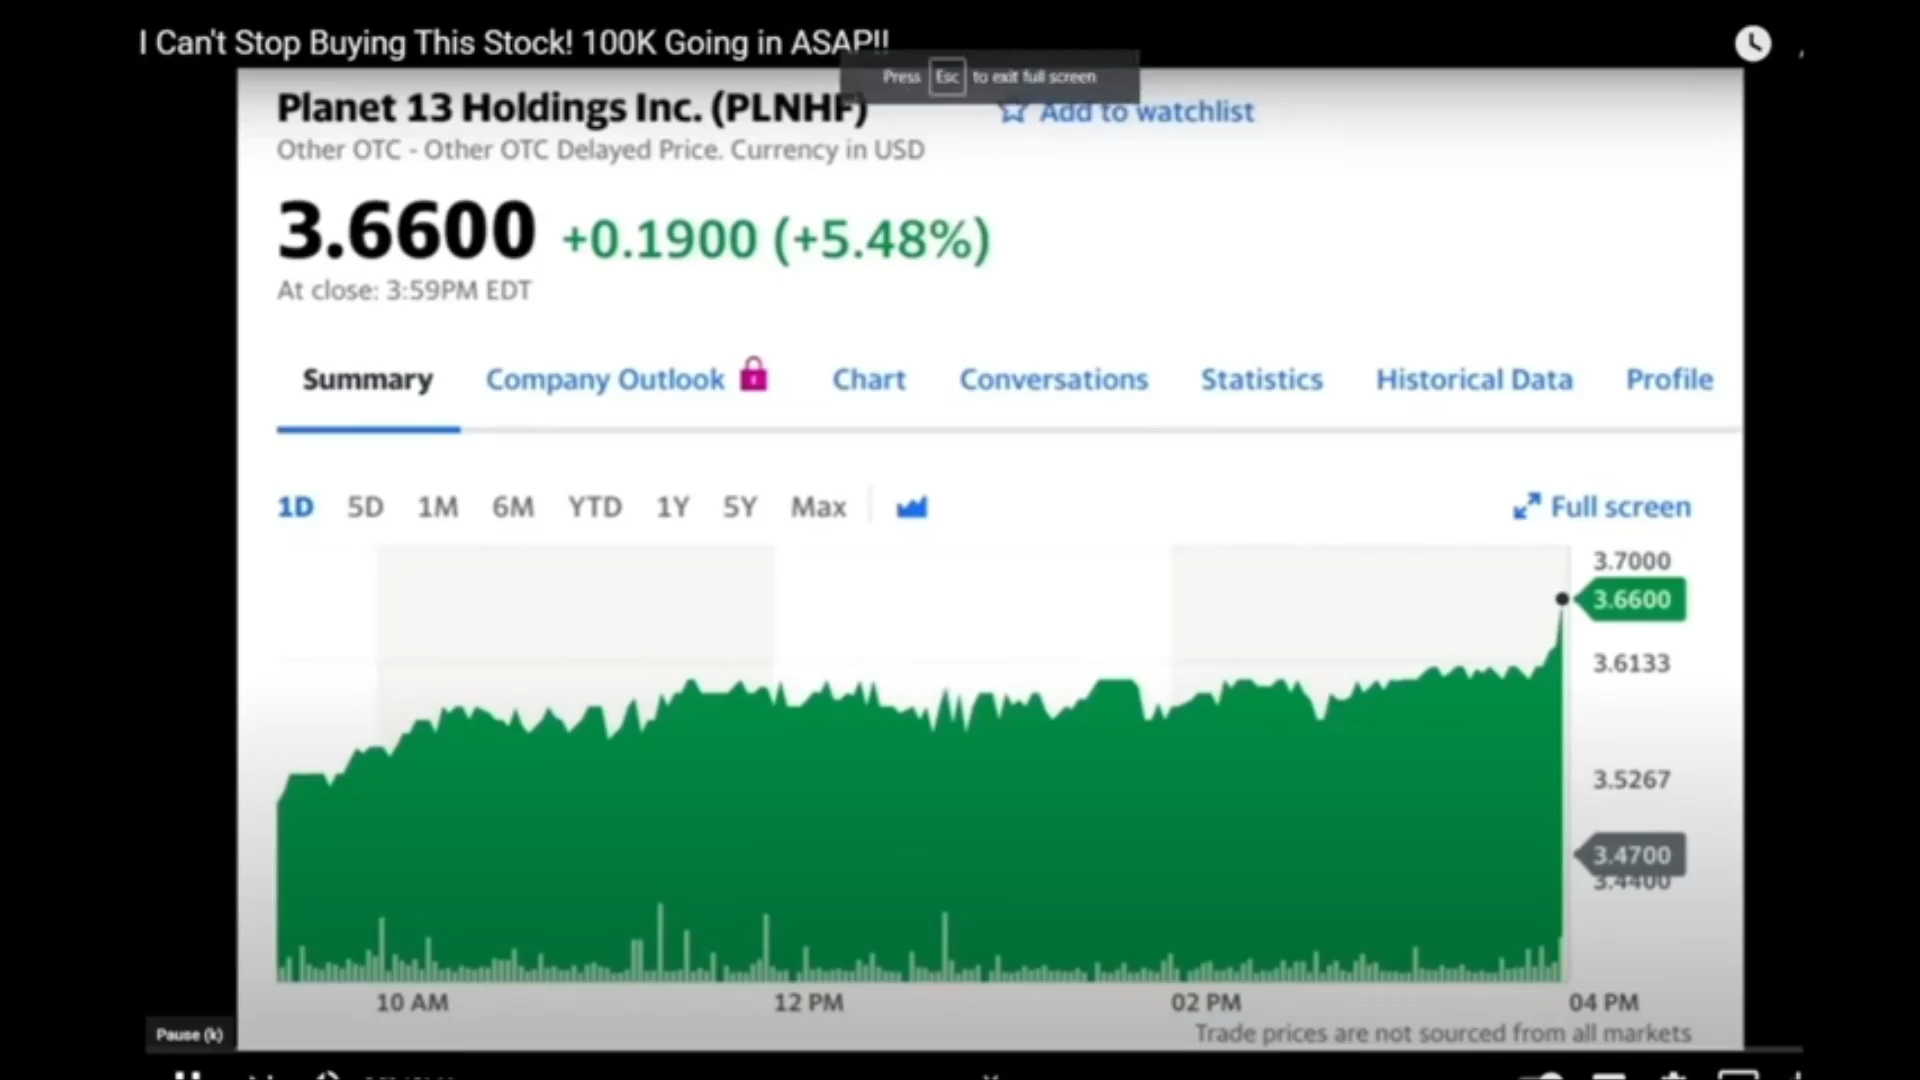 I Can't Stop Buying This Stock! 100K Going in ASAP!!
Press Esc to exit full screen
Planet 13 Holdings Inc. (PLNHF)
Add to watchlist
Other OTC - Other OTC Delayed Price. Currency in USD
3.6600 +0.1900 (+5.48%)
At close: 3:59PM EDT
Summary Company Outlook Chart Conversations Statistics Historical Data Profile
1D 5D 1M 6M YTD 1Y 5Y Max Full screen
3.7000
3.6600
3.6133
3.5267
3.4700
3.4400
10 AM 12 PM 02 PM 04 PM
Trade prices are not sourced from all markets
Pause (k)